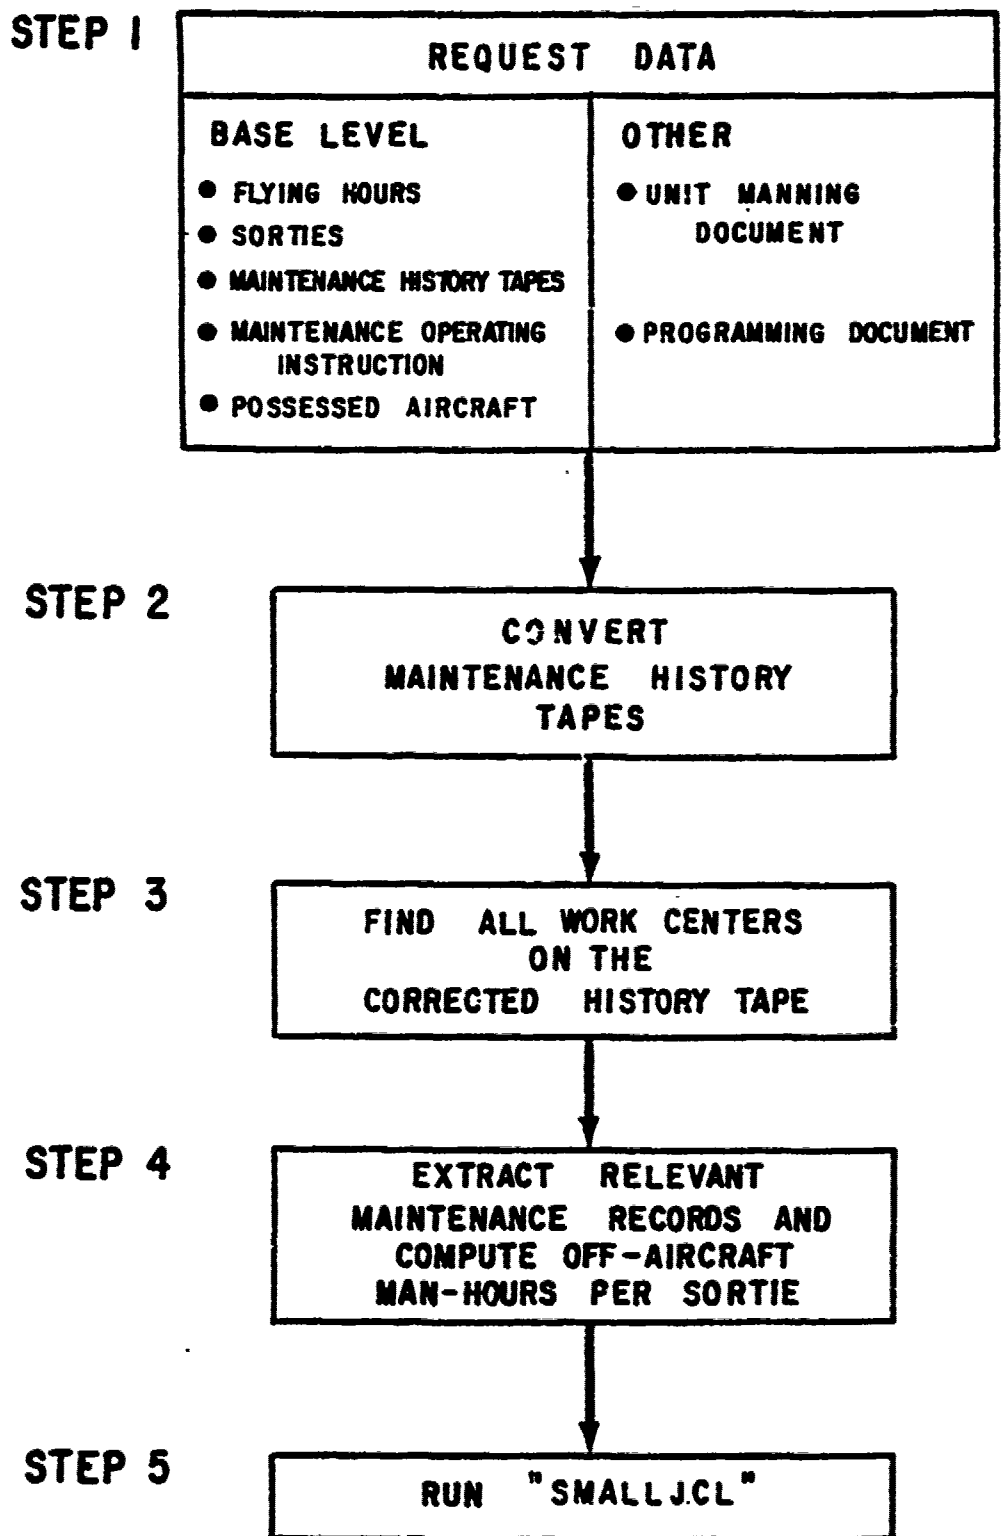 STEP 1
REQUEST DATA
BASE LEVEL
● FLYING HOURS
● SORTIES
● MAINTENANCE HISTORY TAPES
● MAINTENANCE OPERATING
INSTRUCTION
● POSSESSED AIRCRAFT
OTHER
● UNIT MANNING
DOCUMENT
● PROGRAMMING DOCUMENT
STEP 2
CONVERT
MAINTENANCE HISTORY
TAPES
STEP 3
FIND ALL WORK CENTERS
ON THE
CORRECTED HISTORY TAPE
STEP 4
EXTRACT RELEVANT
MAINTENANCE RECORDS AND
COMPUTE OFF-AIRCRAFT
MAN-HOURS PER SORTIE
STEP 5
RUN "SMALLJ.CL"